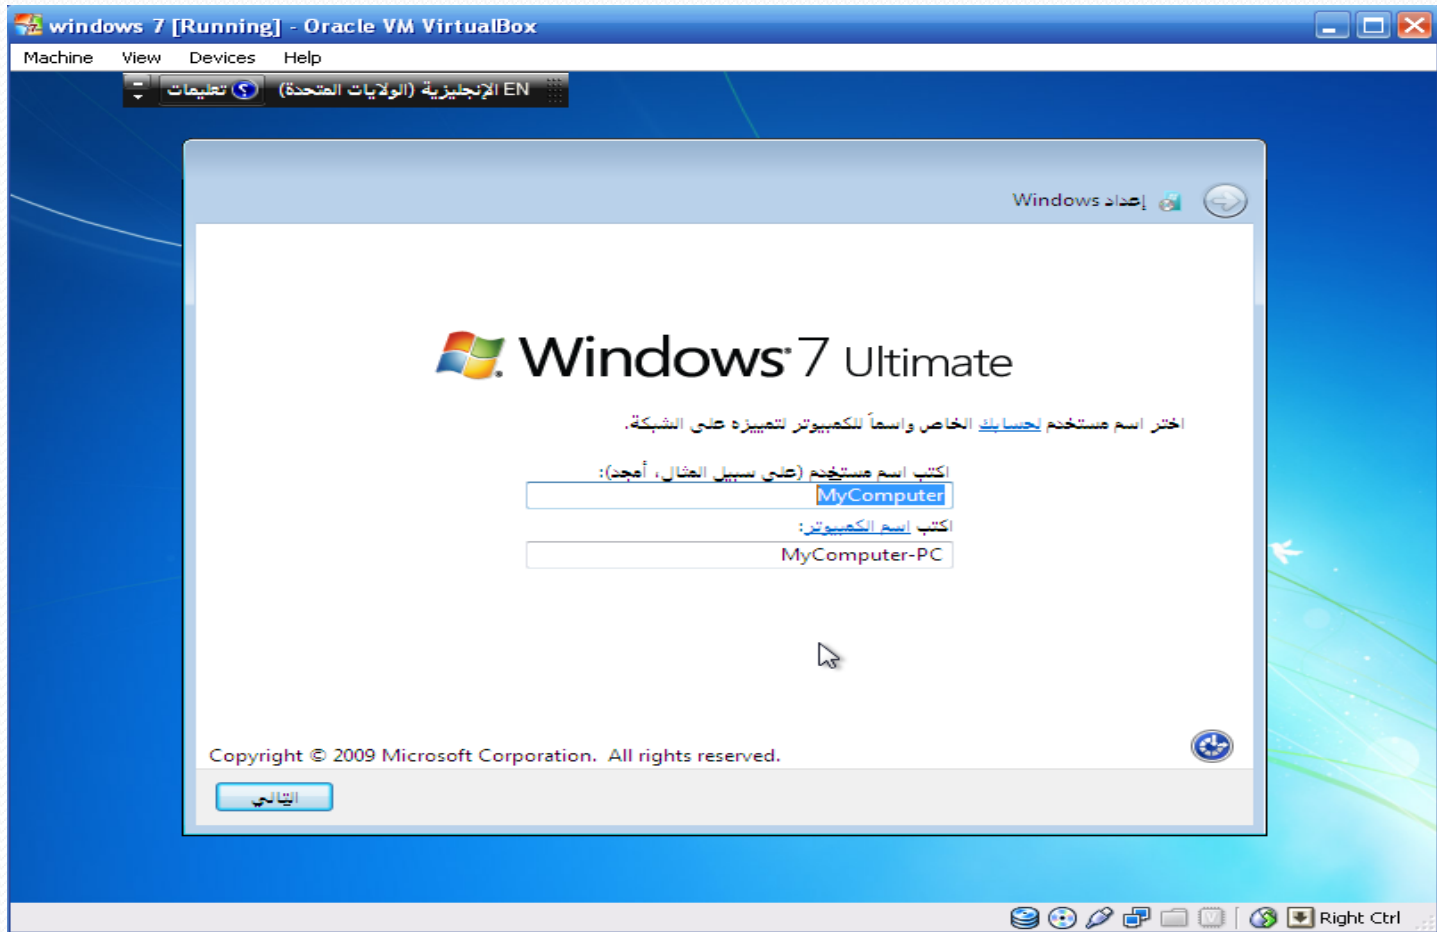 windows 7 [Running] - Oracle VM VirtualBox
Machine View Devices Help
EN الإنجليزية (الولايات المتحدة) تعليمات
إعداد Windows
Windows 7 Ultimate
اختر اسم مستخدم لحسابك الخاص واسماً للكمبيوتر لتمييزه على الشبكة.
اكتب اسم مستخدم (على سبيل المثال، أمجد):
MyComputer
اكتب اسم الكمبيوتر:
MyComputer-PC
Copyright © 2009 Microsoft Corporation. All rights reserved.
التالي
Right Ctrl